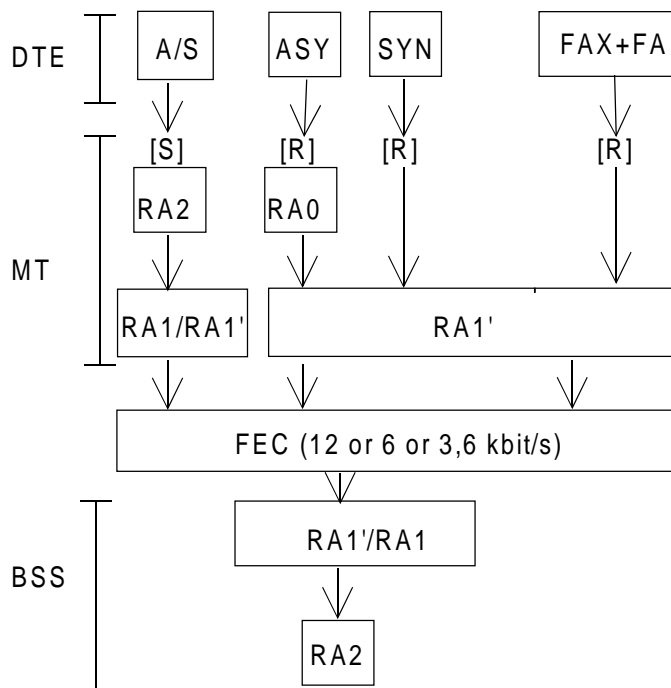 DTE A/S ASY SYN FAX+FA
[S] [R] [R] [R]
RA2 RA0
MT
RA1/RA1' RA1'
FEC (12 or 6 or 3,6 kbit/s)
RA1'/RA1
BSS
RA2